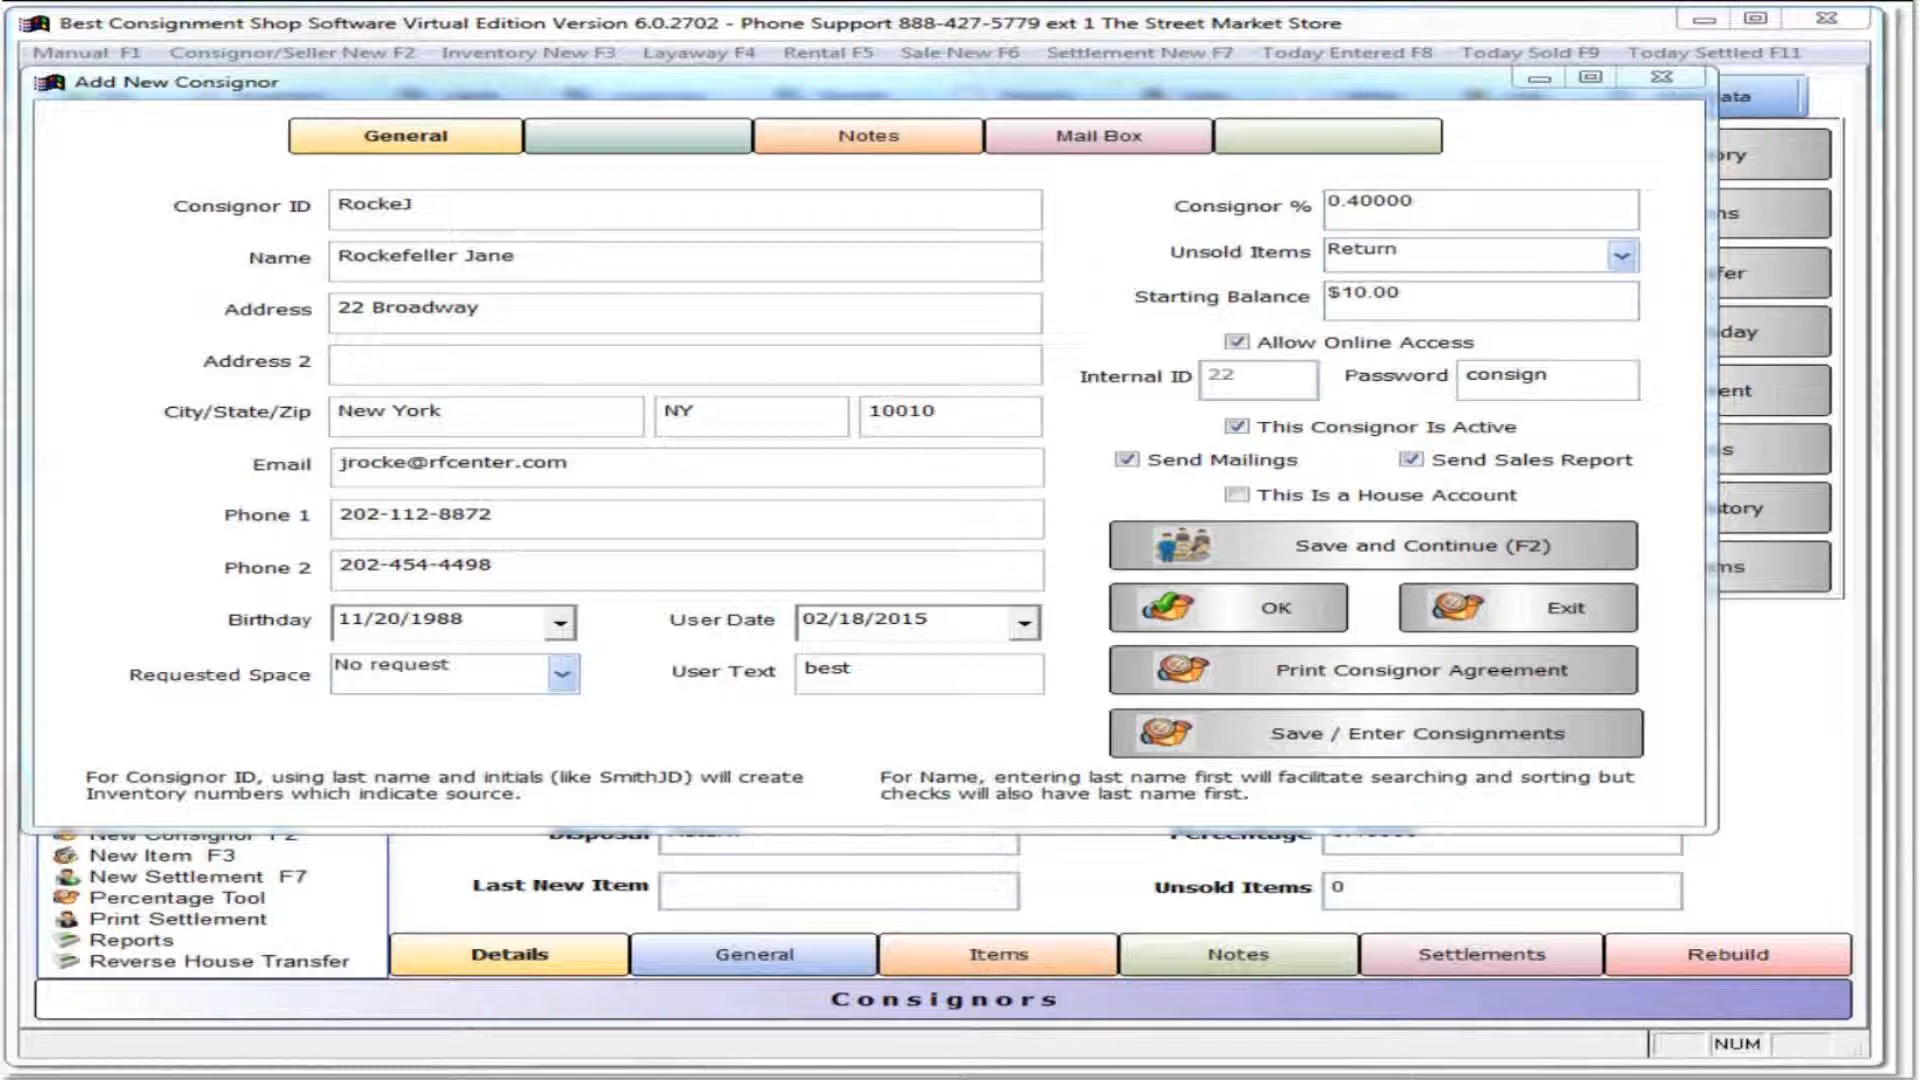 Best Consignment Shop Software Virtual Edition Version 6.0.2702 - Phone Support 888-427-5779 ext 1 The Street Market Store
Manual F1 Consignor/Seller New F2 Inventory New F3 Layaway F4 Rental F5 Sale New F6 Settlement New F7 Today Entered F8 Today Sold F9 Today Settled F11
Add New Consignor
General Notes Mail Box
Consignor ID RockeJ
Name Rockefeller Jane
Address 22 Broadway
Address 2
City/State/Zip New York NY 10010
Email jrocke@rfcenter.com
Phone 1 202-112-8872
Phone 2 202-454-4498
Birthday 11/20/1988 User Date 02/18/2015
Requested Space No request User Text best
Consignor % 0.40000
Unsold Items Return
Starting Balance $10.00
Allow Online Access
Internal ID 22 Password consign
This Consignor Is Active
Send Mailings Send Sales Report
This Is a House Account
Save and Continue (F2)
OK Exit
Print Consignor Agreement
Save / Enter Consignments
For Consignor ID, using last name and initials (like SmithJD) will create
Inventory numbers which indicate source.
For Name, entering last name first will facilitate searching and sorting but
checks will also have last name first.
New Consignor F2
New Item F3
New Settlement F7
Percentage Tool
Print Settlement
Reports
Reverse House Transfer
Disposal Percentage
Last New Item Unsold Items 0
Details General Items Notes Settlements Rebuild
Consignors
NUM